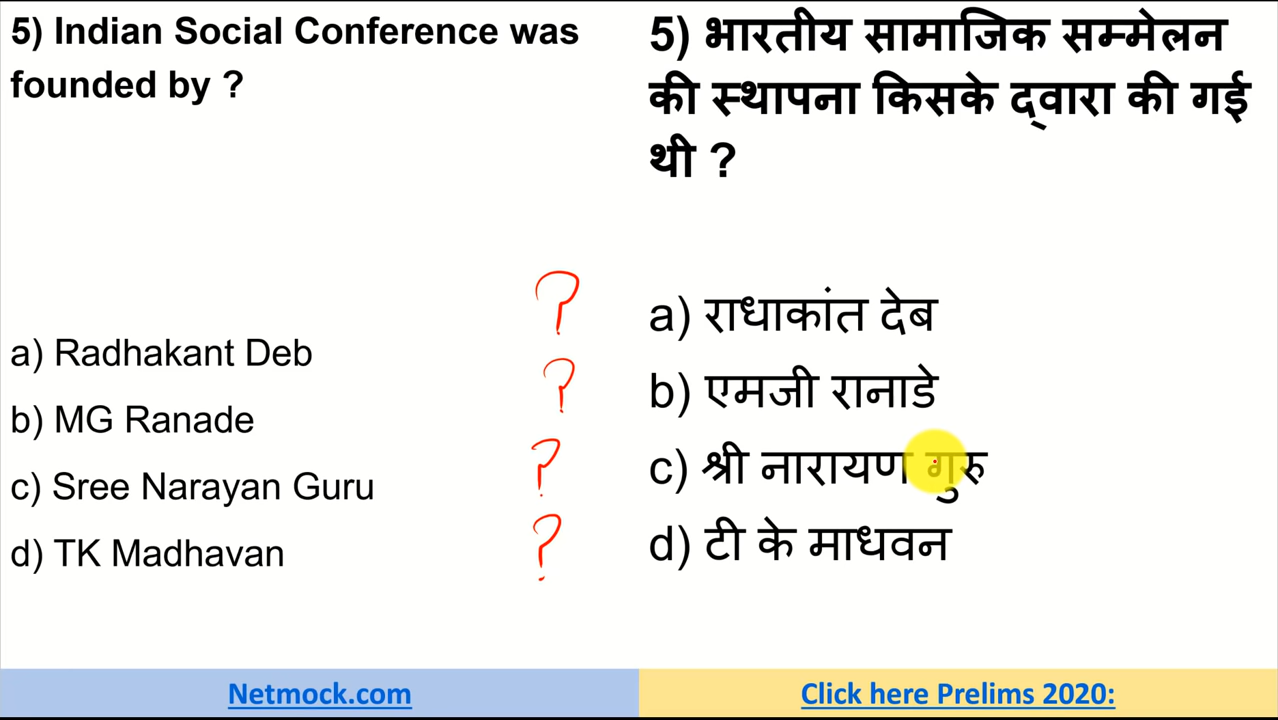 5) Indian Social Conference was
founded by ?
a) Radhakant Deb
b) MG Ranade
c) Sree Narayan Guru
d) TK Madhavan
?
?
?
?
5) भारतीय सामाजिक सम्मेलन
की स्थापना किसके द्वारा की गई
थी ?
a) राधाकांत देब
b) एमजी रानाडे
c) श्री नारायण गुरु
d) टी के माधवन
Netmock.com
Click here Prelims 2020: